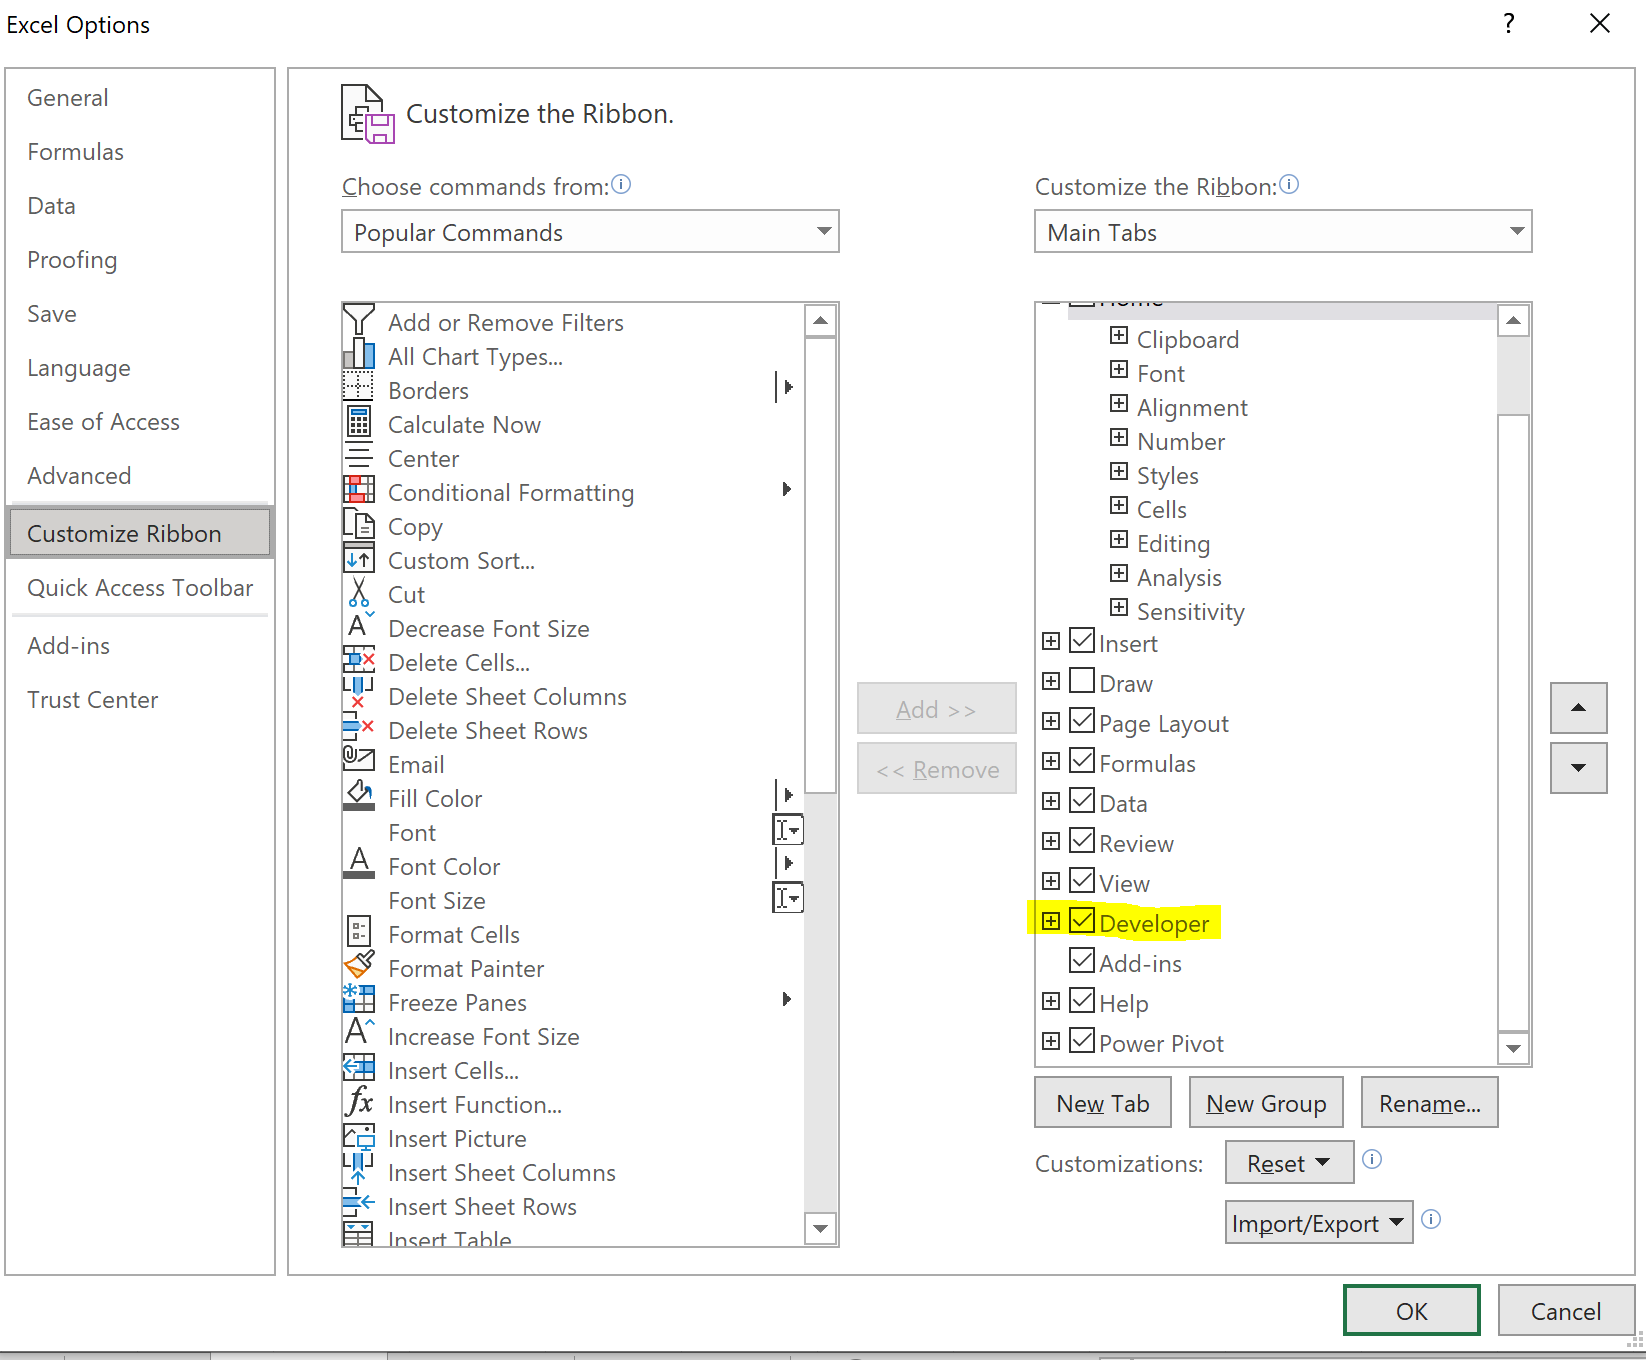 Excel Options
?
General
Formulas
Data
Proofing
Save
Language
Ease of Access
Advanced
Customize Ribbon
Quick Access Toolbar
Add-ins
Trust Center
Customize the Ribbon.
Choose commands from:
Popular Commands
Add or Remove Filters
All Chart Types...
Borders
Calculate Now
Center
Conditional Formatting
Copy
Custom Sort...
Cut
Decrease Font Size
Delete Cells...
Delete Sheet Columns
Delete Sheet Rows
Email
Fill Color
Font
Font Color
Font Size
Format Cells
Format Painter
Freeze Panes
Increase Font Size
Insert Cells...
Insert Function...
Insert Picture
Insert Sheet Columns
Insert Sheet Rows
Insert Table
Add >>
<< Remove
Customize the Ribbon:
Main Tabs
Home
Clipboard
Font
Alignment
Number
Styles
Cells
Editing
Analysis
Sensitivity
Insert
Draw
Page Layout
Formulas
Data
Review
View
Developer
Add-ins
Help
Power Pivot
New Tab
New Group
Rename...
Customizations:
Reset
Import/Export
OK
Cancel